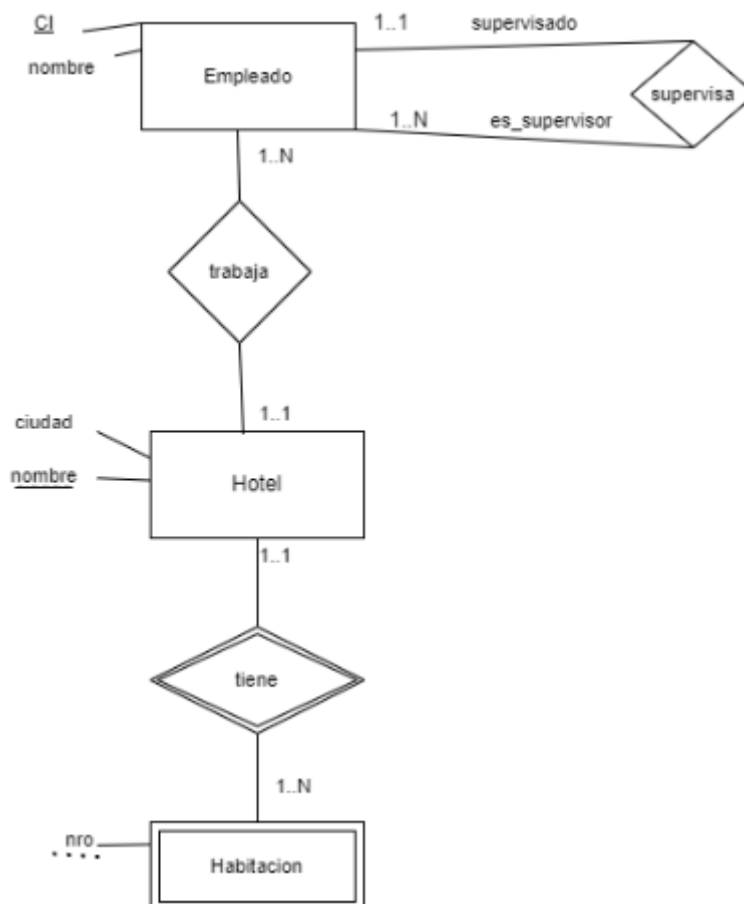 CI
nombre
Empleado
1..1
supervisado
supervisa
1..N
es_supervisor
1..N
trabaja
1..1
ciudad
nombre
Hotel
1..1
tiene
1..N
nro
Habitacion